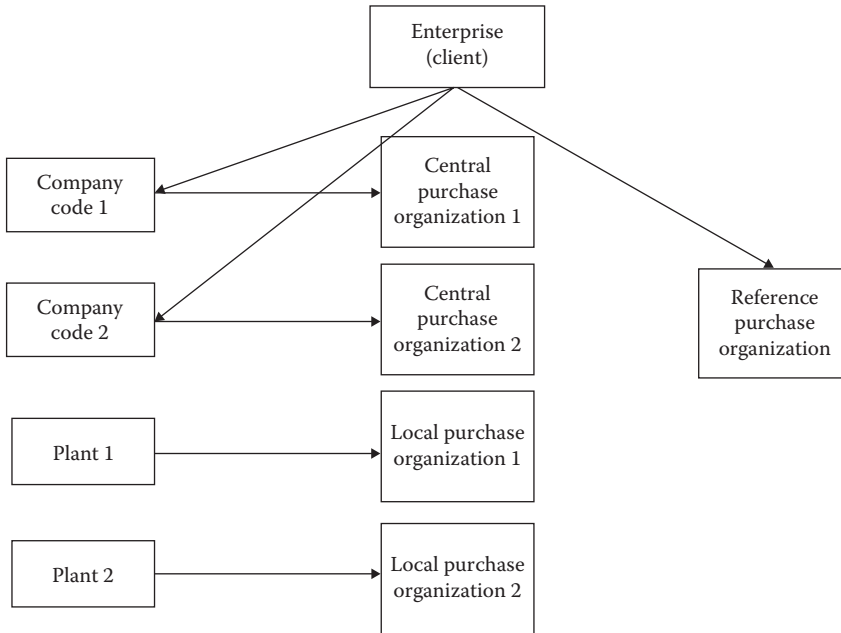 Enterprise
(client)
Company
code 1
Central
purchase
organization 1
Company
code 2
Central
purchase
organization 2
Reference
purchase
organization
Plant 1
Local purchase
organization 1
Plant 2
Local purchase
organization 2